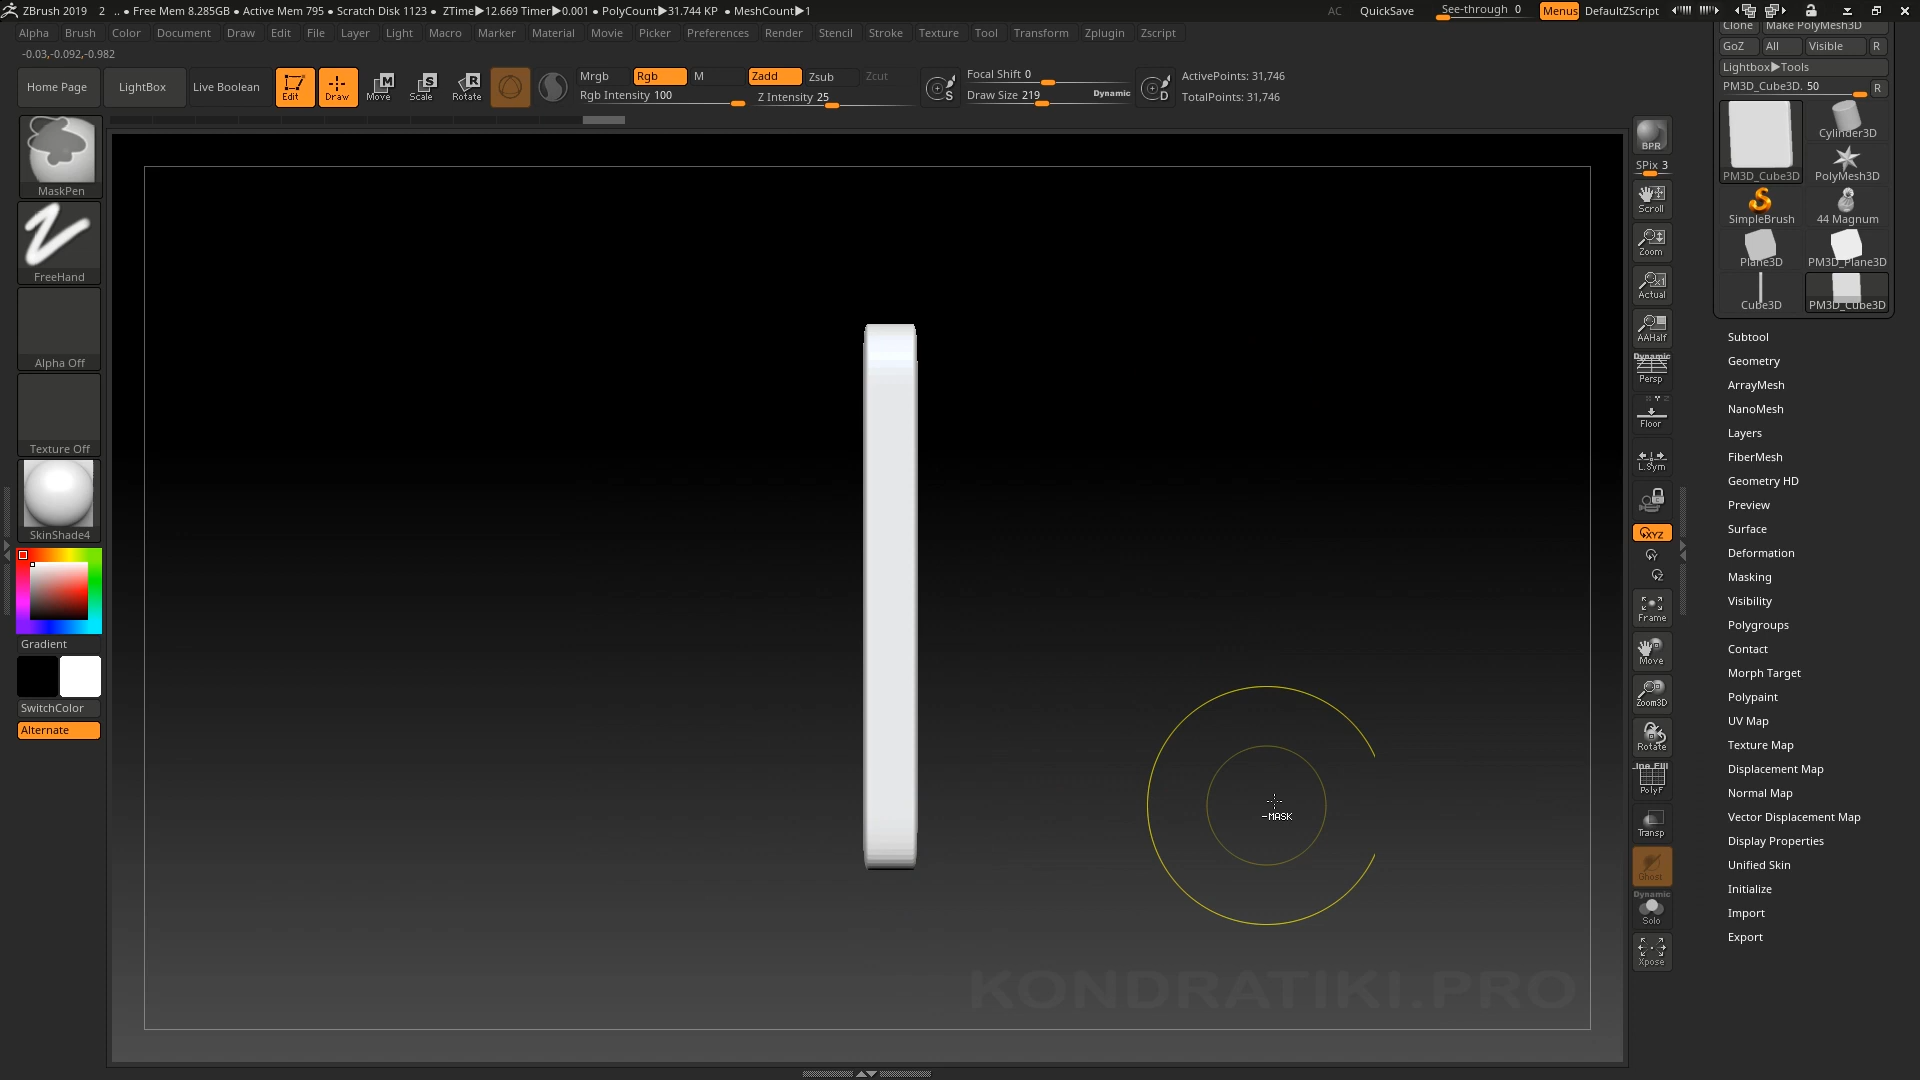 ZBrush 2019 2 .. • Free Mem 8.285GB • Active Mem 795 • Scratch Disk 1123 • ZTime▶12.669 Timer▶0.001 • PolyCount▶31.744 KP • MeshCount▶1
AC QuickSave See-through 0 Menus DefaultZScript
Alpha Brush Color Document Draw Edit File Layer Light Macro Marker Material Movie Picker Preferences Render Stencil Stroke Texture Tool Transform Zplugin Zscript
-0.03,-0.092,-0.982
Home Page LightBox Live Boolean Edit Draw Move Scale Rotate
Mrgb Rgb M Zadd Zsub Zcut
Rgb Intensity 100 Z Intensity 25
Focal Shift 0
Draw Size 219 Dynamic
S D
ActivePoints: 31,746
TotalPoints: 31,746
MaskPen
FreeHand
Alpha Off
Texture Off
SkinShade4
Gradient
SwitchColor
Alternate
-MASK
KONDRATIKI.PRO
BPR
SPix 3
Scroll
Zoom
Actual
AAHalf
Dynamic
Persp
Floor
L.Sym
XYZ
Y
Z
Frame
Move
Zoom3D
Rotate
Line Fill
PolyF
Transp
Ghost
Dynamic
Solo
Xpose
Clone Make PolyMesh3D
GoZ All Visible R
Lightbox▶Tools
PM3D_Cube3D. 50 R
PM3D_Cube3D Cylinder3D
PolyMesh3D
SimpleBrush 44 Magnum
Plane3D PM3D_Plane3D
Cube3D PM3D_Cube3D
Subtool
Geometry
ArrayMesh
NanoMesh
Layers
FiberMesh
Geometry HD
Preview
Surface
Deformation
Masking
Visibility
Polygroups
Contact
Morph Target
Polypaint
UV Map
Texture Map
Displacement Map
Normal Map
Vector Displacement Map
Display Properties
Unified Skin
Initialize
Import
Export